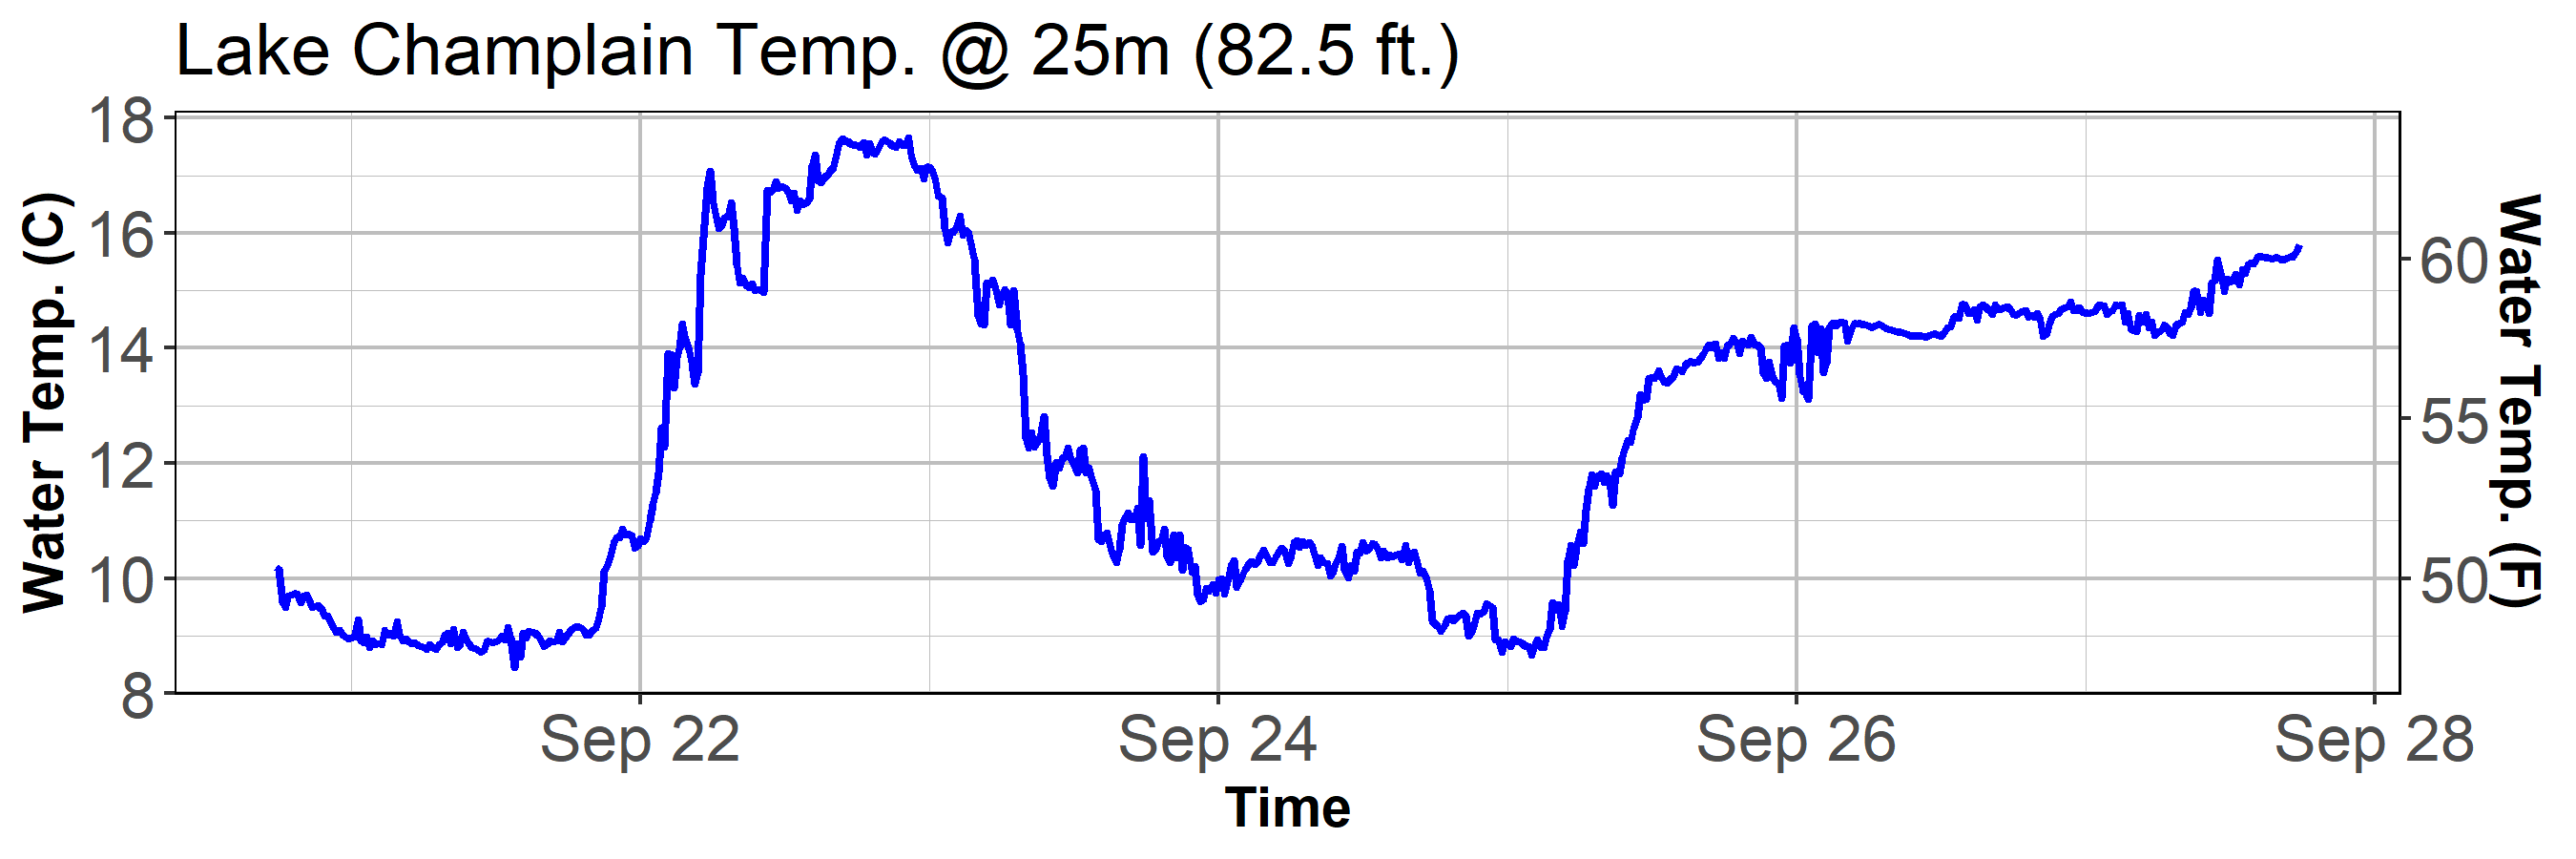 Lake Champlain Temp. @ 25m (82.5 ft.)
Water Temp. (C)
18
16
14
12
10
8
60
55
50
Water Temp. (F)
Sep 22 Sep 24 Sep 26 Sep 28
Time